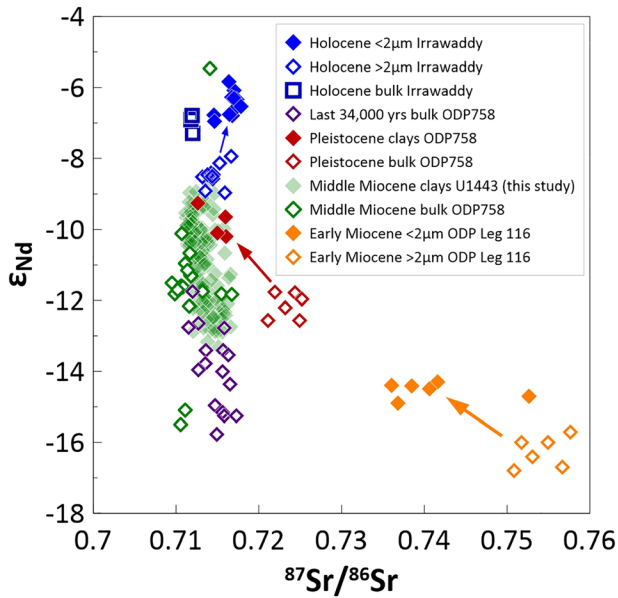 -4
-6
-8
-10
-12
-14
-16
-18
εNd
Holocene <2μm Irrawaddy
Holocene >2μm Irrawaddy
Holocene bulk Irrawaddy
Last 34,000 yrs bulk ODP758
Pleistocene clays ODP758
Pleistocene bulk ODP758
Middle Miocene clays U1443 (this study)
Middle Miocene bulk ODP758
Early Miocene <2μm ODP Leg 116
Early Miocene >2μm ODP Leg 116
0.7 0.71 0.72 0.73 0.74 0.75 0.76
⁸⁷Sr/⁸⁶Sr